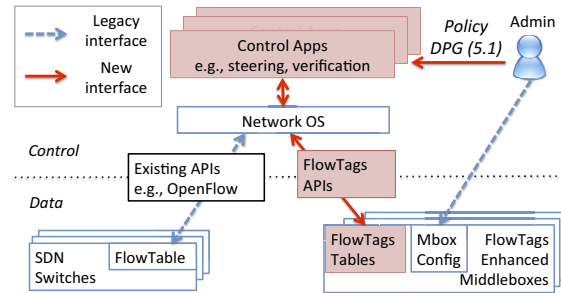 Legacy
interface
New
interface
Control Apps
e.g., steering, verification
Policy
DPG (5.1)
Admin
Network OS
Control
Existing APIs
e.g., OpenFlow
FlowTags
APIs
Data
SDN
Switches
FlowTable
FlowTags
Tables
Mbox
Config
FlowTags
Enhanced
Middleboxes